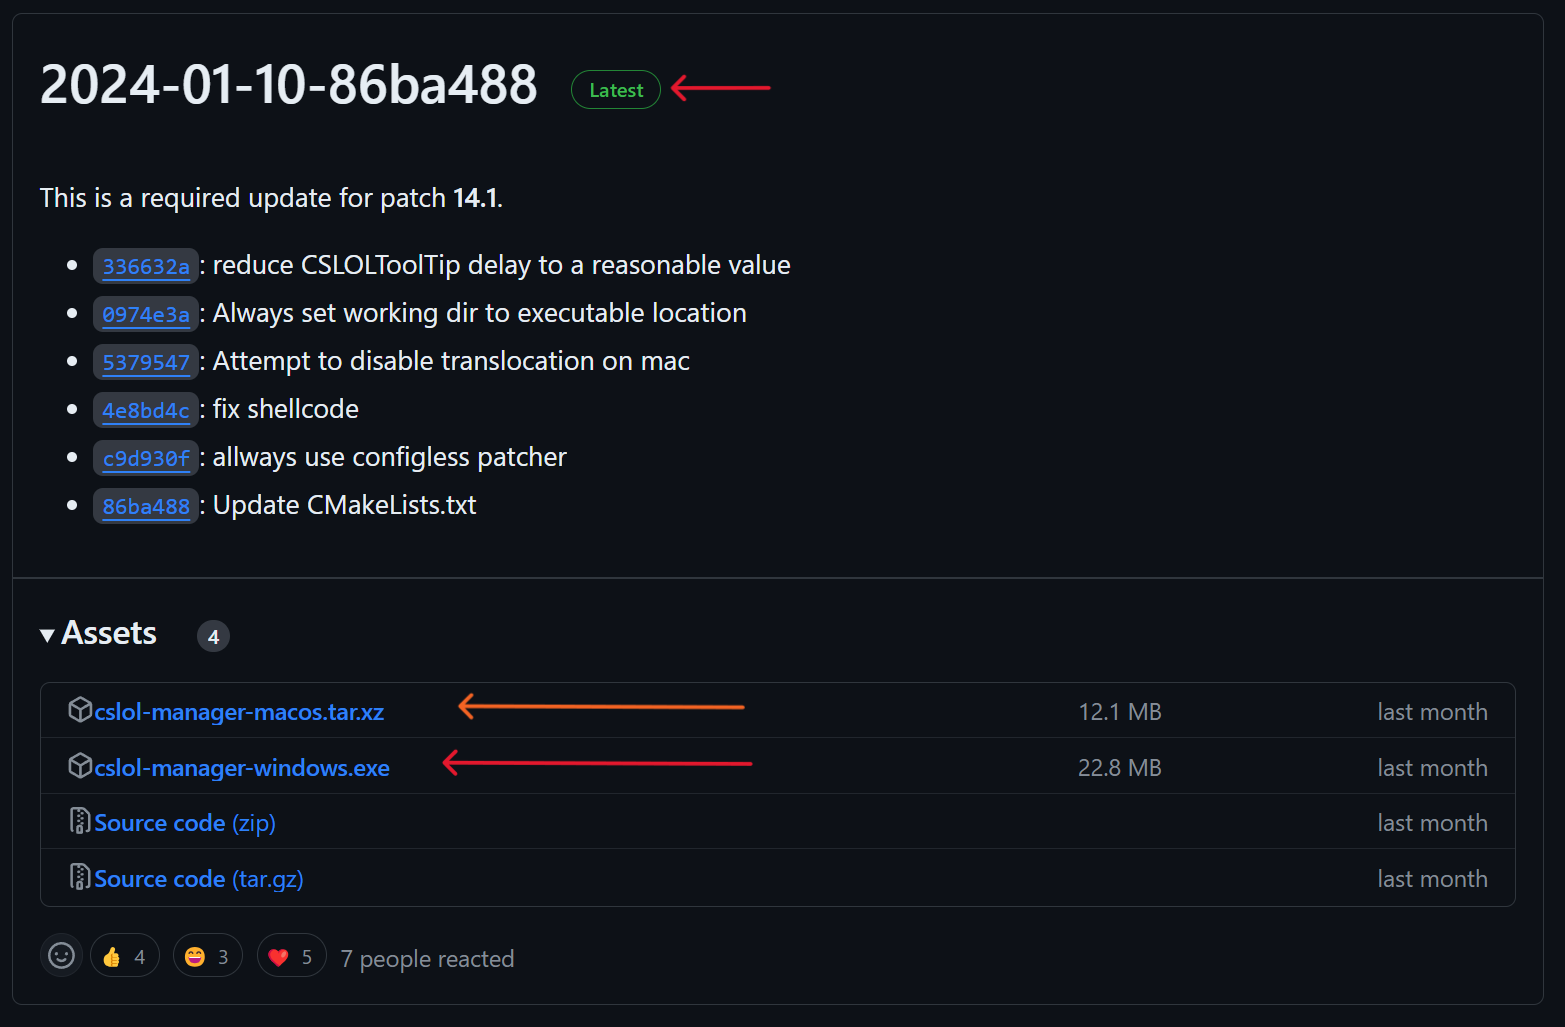 2024-01-10-86ba488 Latest
This is a required update for patch 14.1.
336632a: reduce CSLOLToolTip delay to a reasonable value
0974e3a: Always set working dir to executable location
5379547: Attempt to disable translocation on mac
4e8bd4c: fix shellcode
c9d930f: allways use configless patcher
86ba488: Update CMakeLists.txt
Assets 4
cslol-manager-macos.tar.xz 12.1 MB last month
cslol-manager-windows.exe 22.8 MB last month
Source code (zip) last month
Source code (tar.gz) last month
4 3 5 7 people reacted